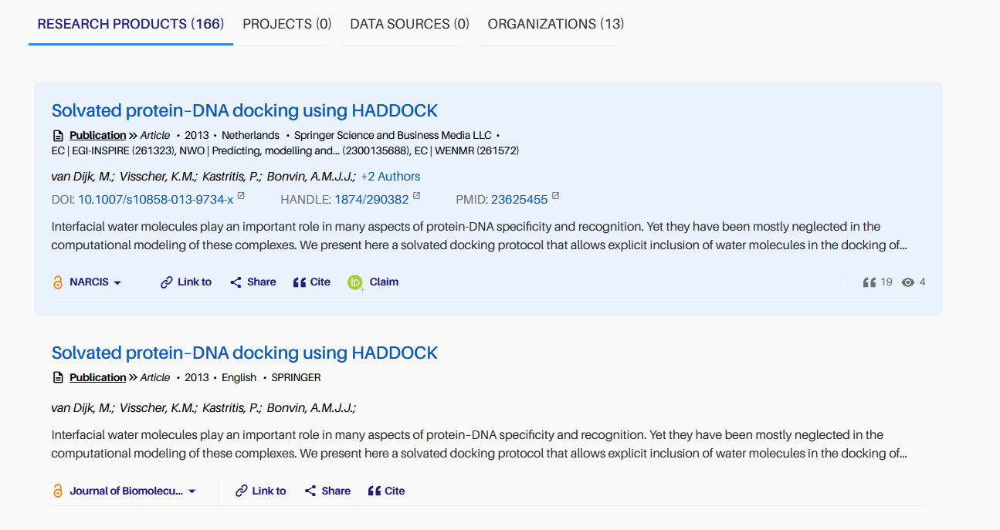 RESEARCH PRODUCTS (166) PROJECTS (0) DATA SOURCES (0) ORGANIZATIONS (13)
Solvated protein–DNA docking using HADDOCK
Publication » Article • 2013 • Netherlands • Springer Science and Business Media LLC •
EC | EGI-INSPIRE (261323), NWO | Predicting, modelling and... (2300135688), EC | WENMR (261572)
van Dijk, M.; Visscher, K.M.; Kastritis, P.; Bonvin, A.M.J.J.; +2 Authors
DOI: 10.1007/s10858-013-9734-x HANDLE: 1874/290382 PMID: 23625455
Interfacial water molecules play an important role in many aspects of protein-DNA specificity and recognition. Yet they have been mostly neglected in the
computational modeling of these complexes. We present here a solvated docking protocol that allows explicit inclusion of water molecules in the docking of...
NARCIS Link to Share Cite iD Claim 19 4
Solvated protein–DNA docking using HADDOCK
Publication » Article • 2013 • English • SPRINGER
van Dijk, M.; Visscher, K.M.; Kastritis, P.; Bonvin, A.M.J.J.;
Interfacial water molecules play an important role in many aspects of protein–DNA specificity and recognition. Yet they have been mostly neglected in the
computational modeling of these complexes. We present here a solvated docking protocol that allows explicit inclusion of water molecules in the docking of...
Journal of Biomolecu... Link to Share Cite